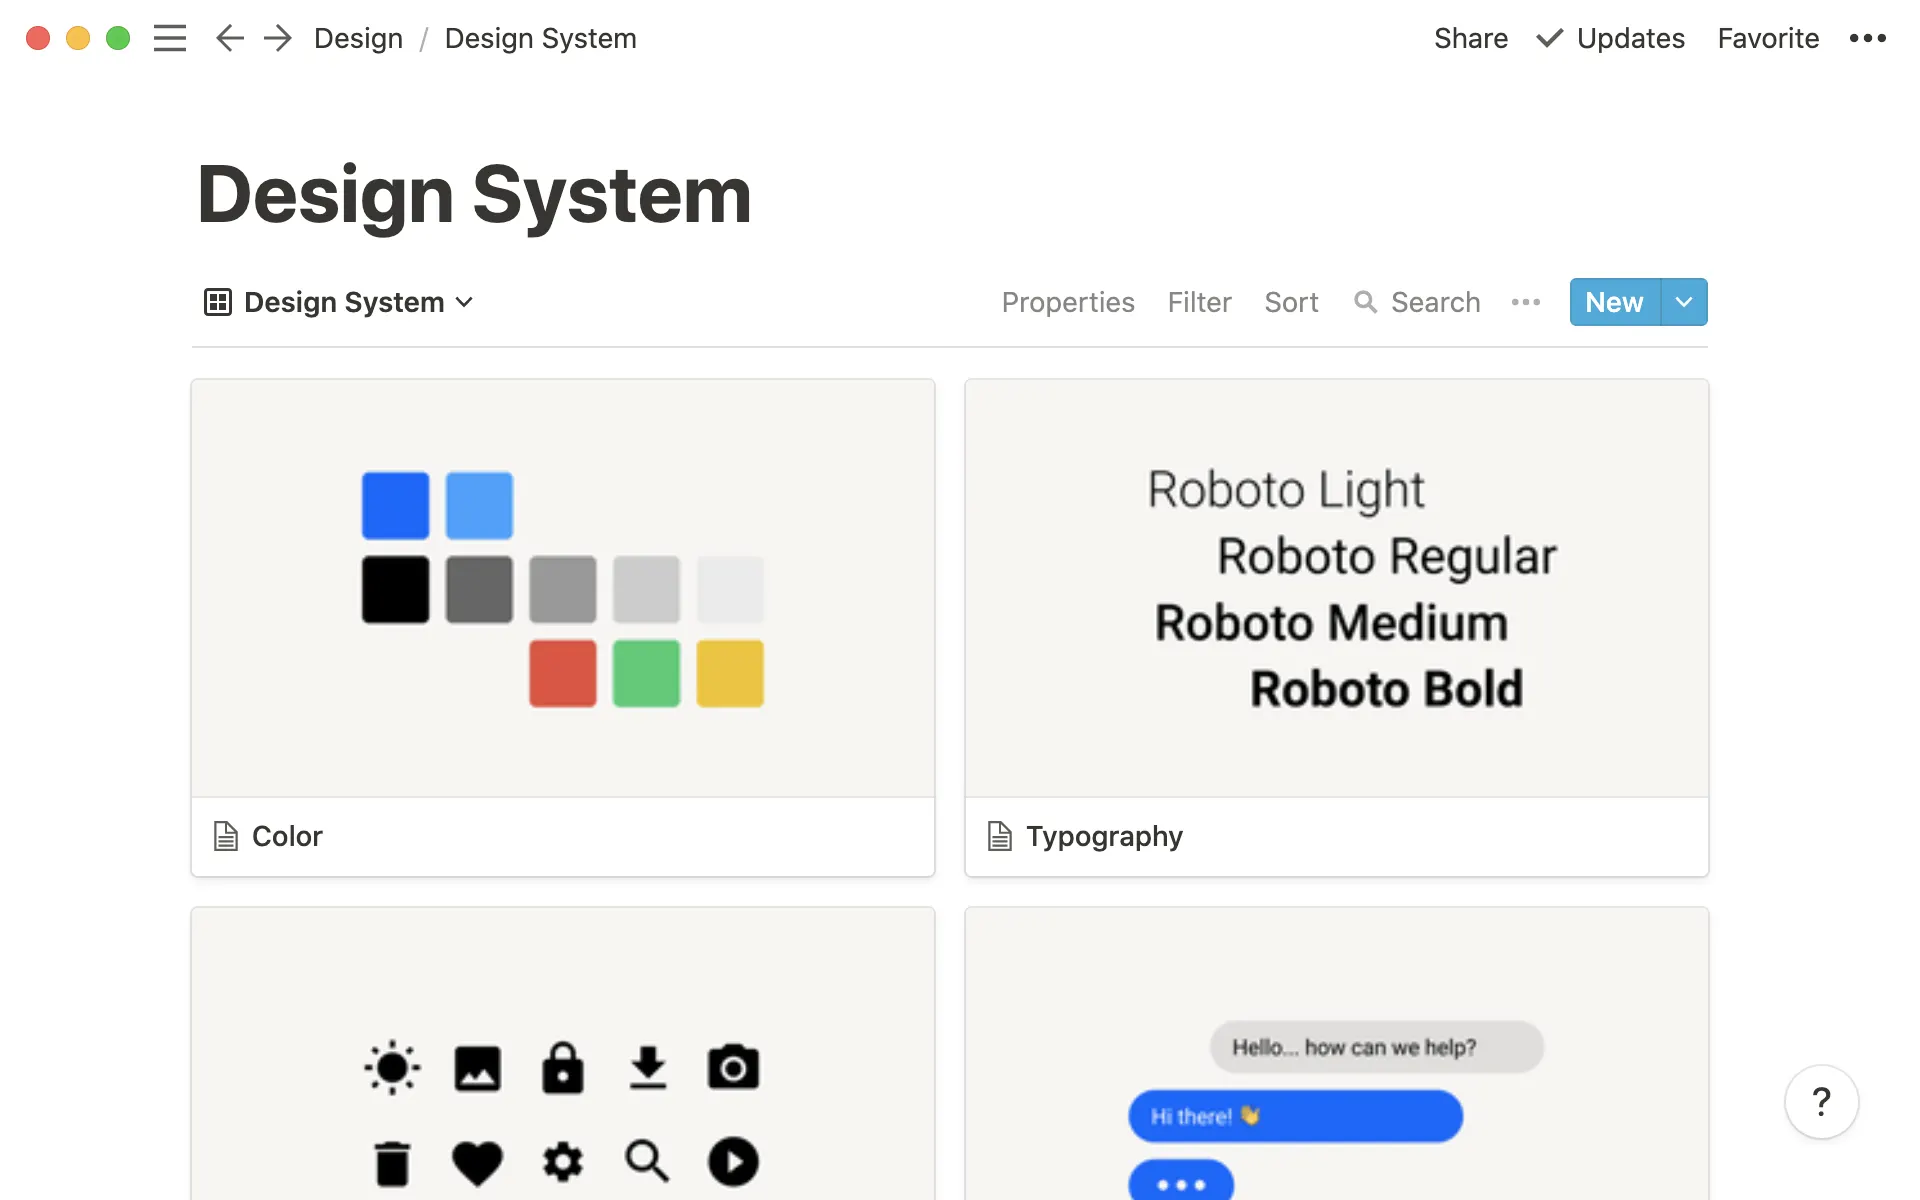 Design / Design System
Share Updates Favorite
Design System
Design System
Properties Filter Sort Search
New
Roboto Light
Roboto Regular
Roboto Medium
Roboto Bold
Color
Typography
Hello... how can we help?
Hi there! 👋
?